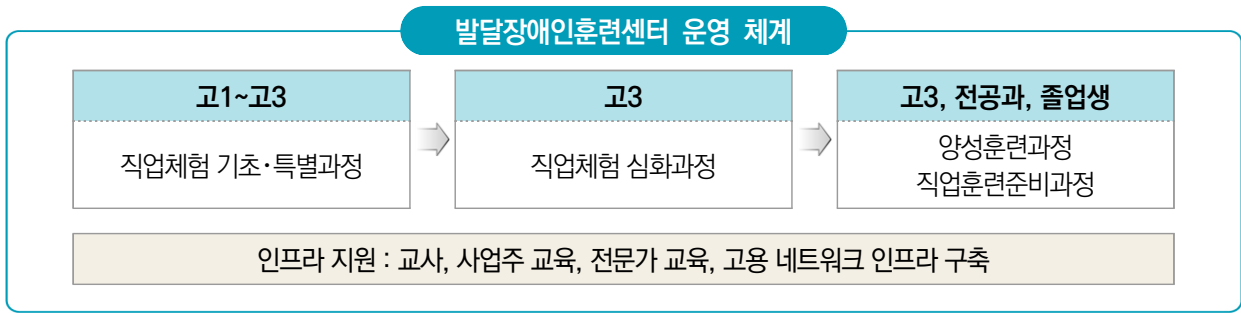 발달장애인훈련센터 운영 체계
고1~고3
직업체험 기초·특별과정
고3
직업체험 심화과정
고3, 전공과, 졸업생
양성훈련과정
직업훈련준비과정
인프라 지원 : 교사, 사업주 교육, 전문가 교육, 고용 네트워크 인프라 구축